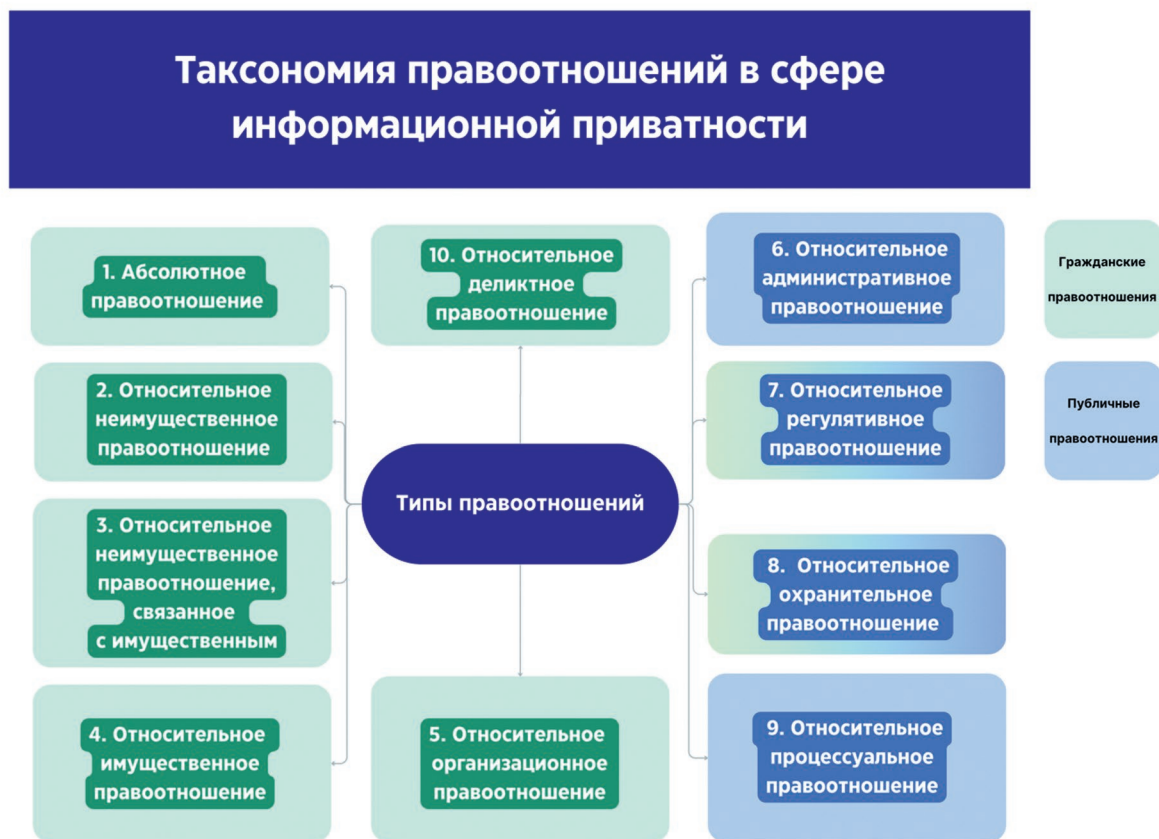 Таксономия правоотношений в сфере
информационной приватности
1. Абсолютное
правоотношение
10. Относительное
деликтное
правоотношение
6. Относительное
административное
правоотношение
Гражданские
правоотношения
2. Относительное
неимущественное
правоотношение
7. Относительное
регулятивное
правоотношение
Публичные
правоотношения
Типы правоотношений
3. Относительное
неимущественное
правоотношение,
связанное
с имущественным
8. Относительное
охранительное
правоотношение
4. Относительное
имущественное
правоотношение
5. Относительное
организационное
правоотношение
9. Относительное
процессуальное
правоотношение